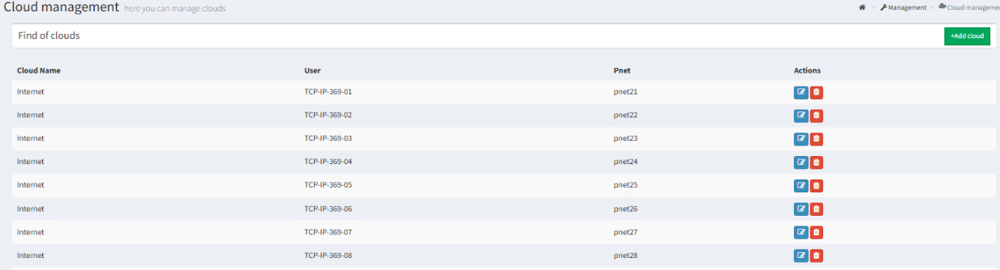 Cloud management here you can manage clouds
> Management > Cloud manageme
Find of clouds
+Add cloud
Cloud Name User Pnet Actions
Internet TCP-IP-369-01 pnet21
Internet TCP-IP-369-02 pnet22
Internet TCP-IP-369-03 pnet23
Internet TCP-IP-369-04 pnet24
Internet TCP-IP-369-05 pnet25
Internet TCP-IP-369-06 pnet26
Internet TCP-IP-369-07 pnet27
Internet TCP-IP-369-08 pnet28